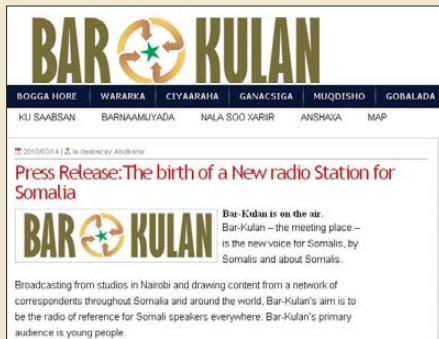 BAR KULAN
BOGGA HORE WARARKA CIYAARAHA GANACSIGA MUQDISHO GOBALADA
KU SAABSAN BARNAAMIJYADA NALA SOO XARIIR ANSHAXA MAP
2010/03/14 | la daabacay Abdikafar
Press Release:The birth of a New radio Station for
Somalia
BAR KULAN
Bar-Kulan is on the air.
Bar-Kulan – the meeting place –
is the new voice for Somalis, by
Somalis and about Somalis.
Broadcasting from studios in Nairobi and drawing content from a network of
correspondents throughout Somalia and around the world, Bar-Kulan's aim is to
be the radio of reference for Somali speakers everywhere. Bar-Kulan's primary
audience is young people.